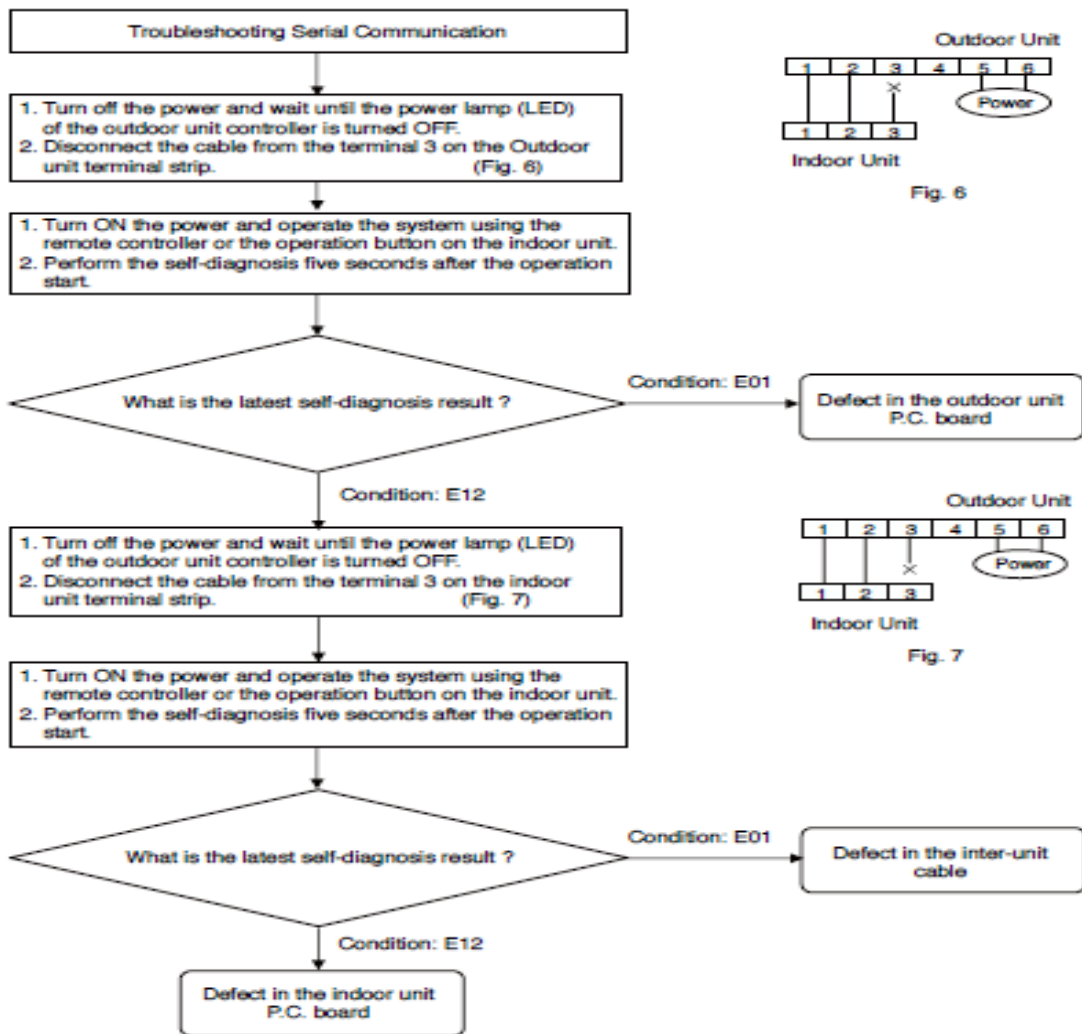 Troubleshooting Serial Communication
Outdoor Unit
1 2 3 4 5 6
Power
1 2 3
Indoor Unit
Fig. 6
1. Turn off the power and wait until the power lamp (LED)
of the outdoor unit controller is turned OFF.
2. Disconnect the cable from the terminal 3 on the Outdoor
unit terminal strip. (Fig. 6)
1. Turn ON the power and operate the system using the
remote controller or the operation button on the indoor unit.
2. Perform the self-diagnosis five seconds after the operation
start.
What is the latest self-diagnosis result ?
Condition: E01
Defect in the outdoor unit
P.C. board
Condition: E12
Outdoor Unit
1 2 3 4 5 6
Power
1 2 3
Indoor Unit
Fig. 7
1. Turn off the power and wait until the power lamp (LED)
of the outdoor unit controller is turned OFF.
2. Disconnect the cable from the terminal 3 on the indoor
unit terminal strip. (Fig. 7)
1. Turn ON the power and operate the system using the
remote controller or the operation button on the indoor unit.
2. Perform the self-diagnosis five seconds after the operation
start.
What is the latest self-diagnosis result ?
Condition: E01
Defect in the inter-unit
cable
Condition: E12
Defect in the indoor unit
P.C. board